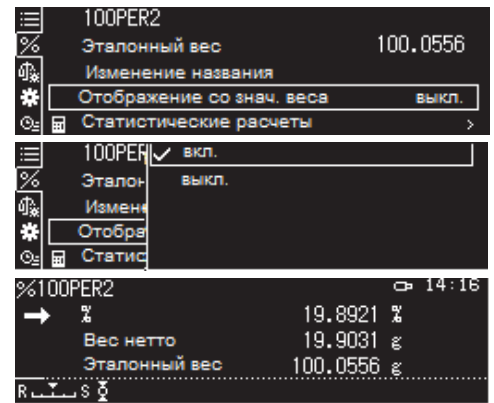 100PER2
Эталонный вес 100.0556
Изменение названия
Отображение со знач. веса выкл.
Статистические расчеты >
100PER ✓ вкл.
Эталон выкл.
Измене
Отобра
Статис
%100PER2 14:16
→ % 19.8921 %
Вес нетто 19.9031 g
Эталонный вес 100.0556 g
R S